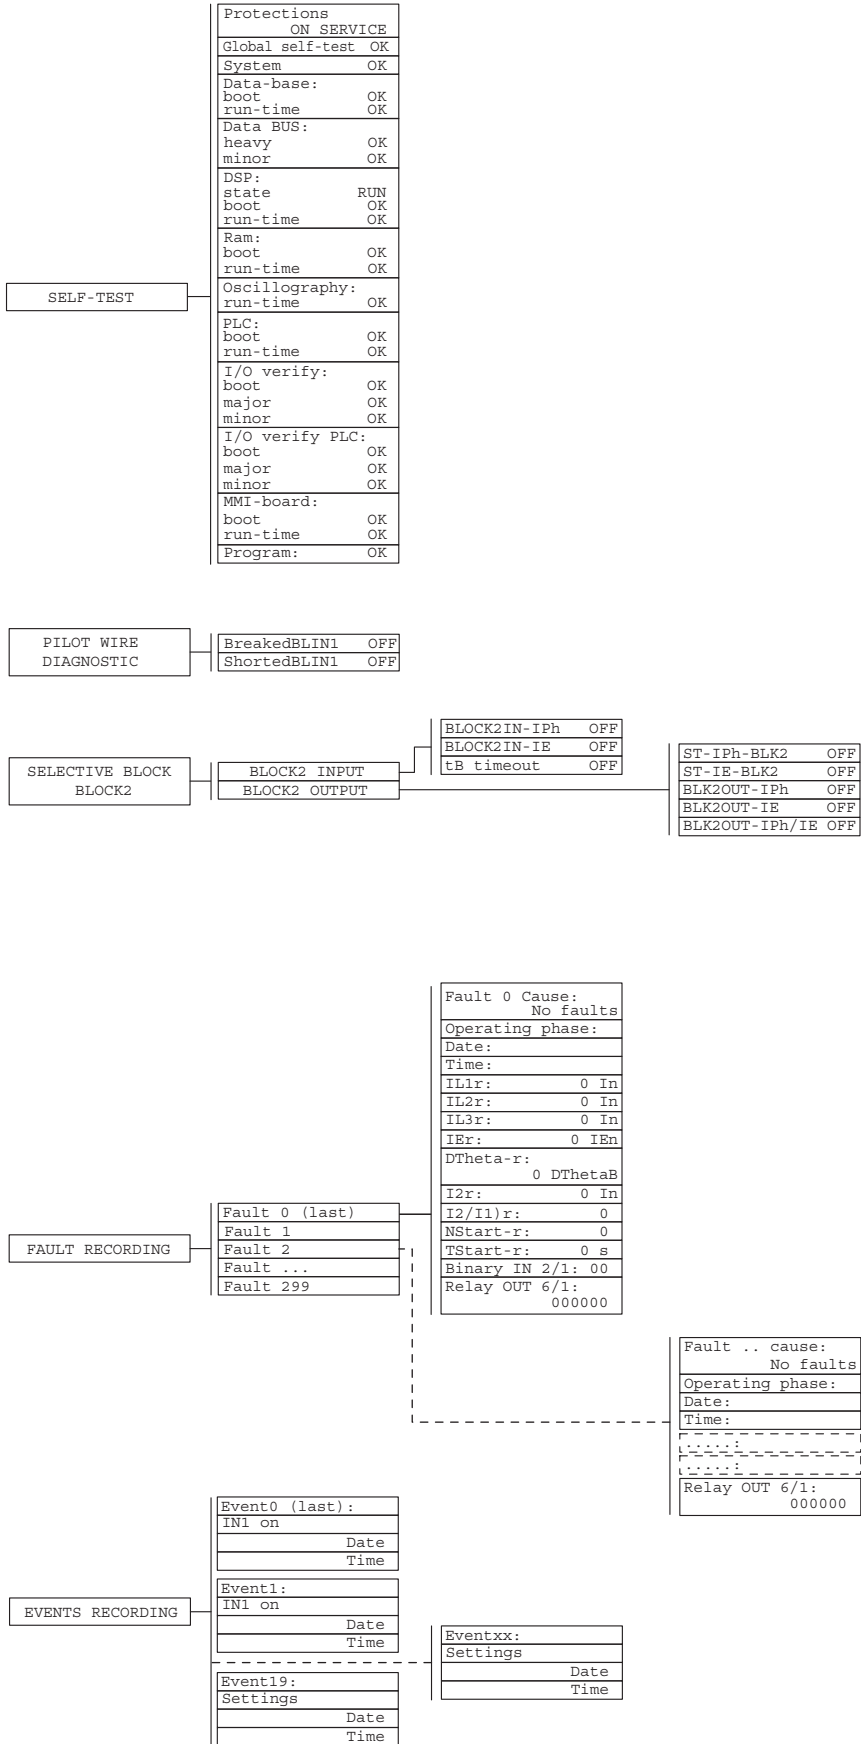 Protections
ON SERVICE
Global self-test OK
System OK
Data-base:
boot OK
run-time OK
Data BUS:
heavy OK
minor OK
DSP:
state RUN
boot OK
run-time OK
Ram:
boot OK
run-time OK
Oscillography:
run-time OK
PLC:
boot OK
run-time OK
I/O verify:
boot OK
major OK
minor OK
I/O verify PLC:
boot OK
major OK
minor OK
MMI-board:
boot OK
run-time OK
Program: OK
SELF-TEST
PILOT WIRE
DIAGNOSTIC
BreakedBLIN1 OFF
ShortedBLIN1 OFF
SELECTIVE BLOCK
BLOCK2
BLOCK2 INPUT
BLOCK2 OUTPUT
BLOCK2IN-IPh OFF
BLOCK2IN-IE OFF
tB timeout OFF
ST-IPh-BLK2 OFF
ST-IE-BLK2 OFF
BLK2OUT-IPh OFF
BLK2OUT-IE OFF
BLK2OUT-IPh/IE OFF
FAULT RECORDING
Fault 0 (last)
Fault 1
Fault 2
Fault ...
Fault 299
Fault 0 Cause:
No faults
Operating phase:
Date:
Time:
IL1r: 0 In
IL2r: 0 In
IL3r: 0 In
IEr: 0 IEn
DTheta-r:
0 DThetaB
I2r: 0 In
I2/I1)r: 0
NStart-r: 0
TStart-r: 0 s
Binary IN 2/1: 00
Relay OUT 6/1:
000000
Fault .. cause:
No faults
Operating phase:
Date:
Time:
.....:
.....:
Relay OUT 6/1:
000000
EVENTS RECORDING
Event0 (last):
IN1 on
Date
Time
Event1:
IN1 on
Date
Time
Event19:
Settings
Date
Time
Eventxx:
Settings
Date
Time